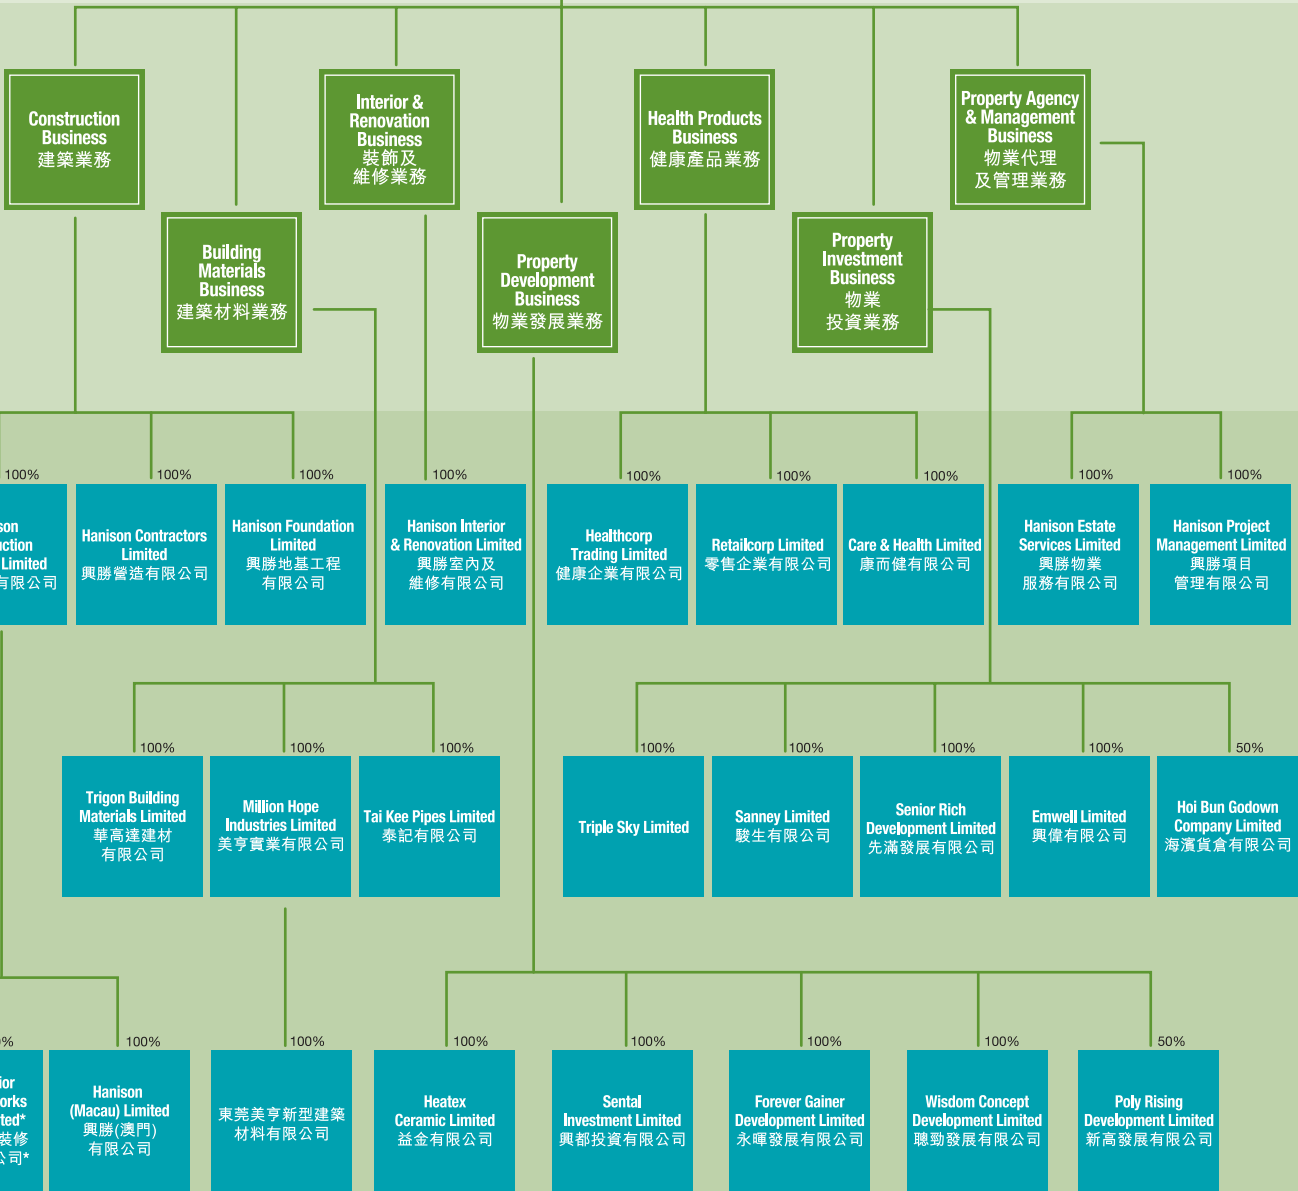 Construction
Business
建築業務
Interior &
Renovation
Business
裝飾及
維修業務
Health Products
Business
健康產品業務
Property Agency
& Management
Business
物業代理
及管理業務
Building
Materials
Business
建築材料業務
Property
Development
Business
物業發展業務
Property
Investment
Business
物業
投資業務
100%
100%
100%
100%
100%
100%
100%
100%
100%
son
uction
Limited
有限公司
Hanison Contractors
Limited
興勝營造有限公司
Hanison Foundation
Limited
興勝地基工程
有限公司
Hanison Interior
& Renovation Limited
興勝室內及
維修有限公司
Healthcorp
Trading Limited
健康企業有限公司
Retailcorp Limited
零售企業有限公司
Care & Health Limited
康而健有限公司
Hanison Estate
Services Limited
興勝物業
服務有限公司
Hanison Project
Management Limited
興勝項目
管理有限公司
100%
100%
100%
100%
100%
100%
100%
50%
Trigon Building
Materials Limited
華高達建材
有限公司
Million Hope
Industries Limited
美亨實業有限公司
Tai Kee Pipes Limited
泰記有限公司
Triple Sky Limited
Sanney Limited
駿生有限公司
Senior Rich
Development Limited
先滿發展有限公司
Emwell Limited
興偉有限公司
Hoi Bun Godown
Company Limited
海濱貨倉有限公司
%
100%
100%
100%
100%
100%
100%
50%
ior
orks
ted*
裝修
公司*
Hanison
(Macau) Limited
興勝(澳門)
有限公司
東莞美亨新型建築
材料有限公司
Heatex
Ceramic Limited
益金有限公司
Sental
Investment Limited
興都投資有限公司
Forever Gainer
Development Limited
永暉發展有限公司
Wisdom Concept
Development Limited
聰勁發展有限公司
Poly Rising
Development Limited
新高發展有限公司